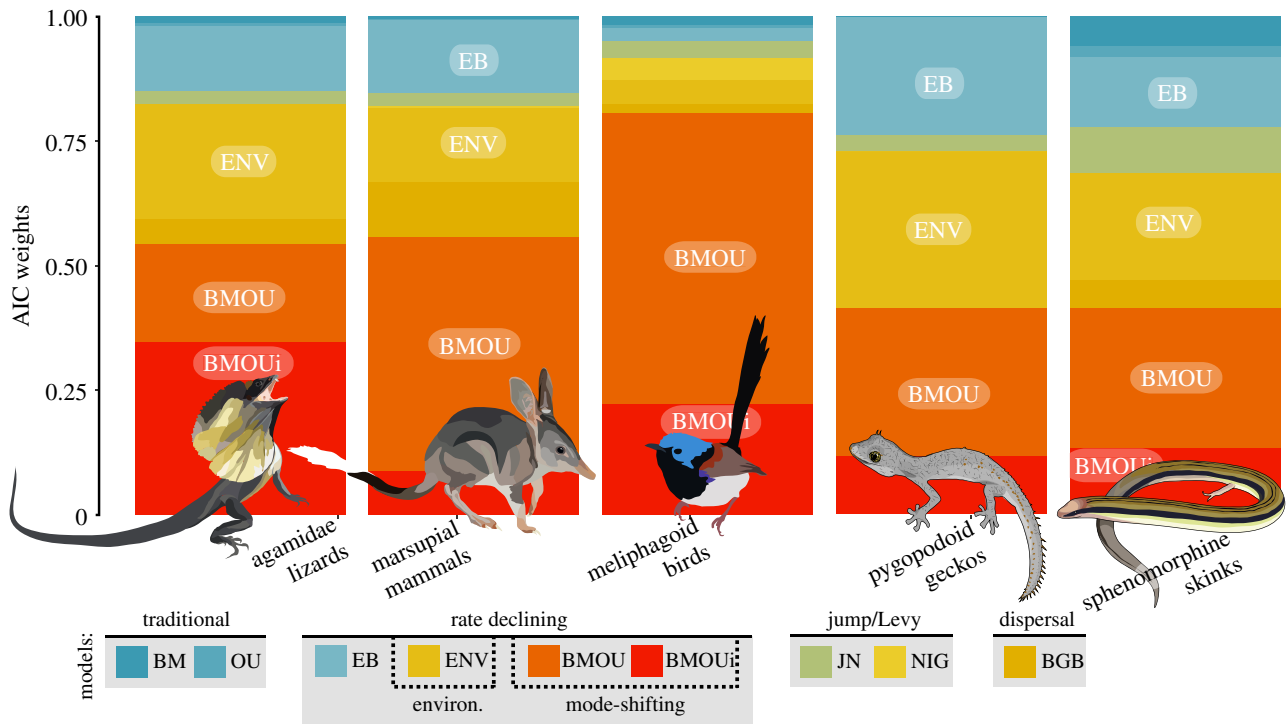 1.00
0.75
0.50
0.25
0
AIC weights
ENV
BMOU
BMOUi
EB
ENV
BMOU
BMOU
BMOUi
EB
ENV
BMOU
EB
ENV
BMOU
BMOUi
agamidae
lizards
marsupial
mammals
meliphagoid
birds
pygopodoid
geckos
sphenomorphine
skinks
models:
traditional
BM OU
rate declining
EB ENV BMOU BMOUi
environ. mode-shifting
jump/Levy
JN NIG
dispersal
BGB